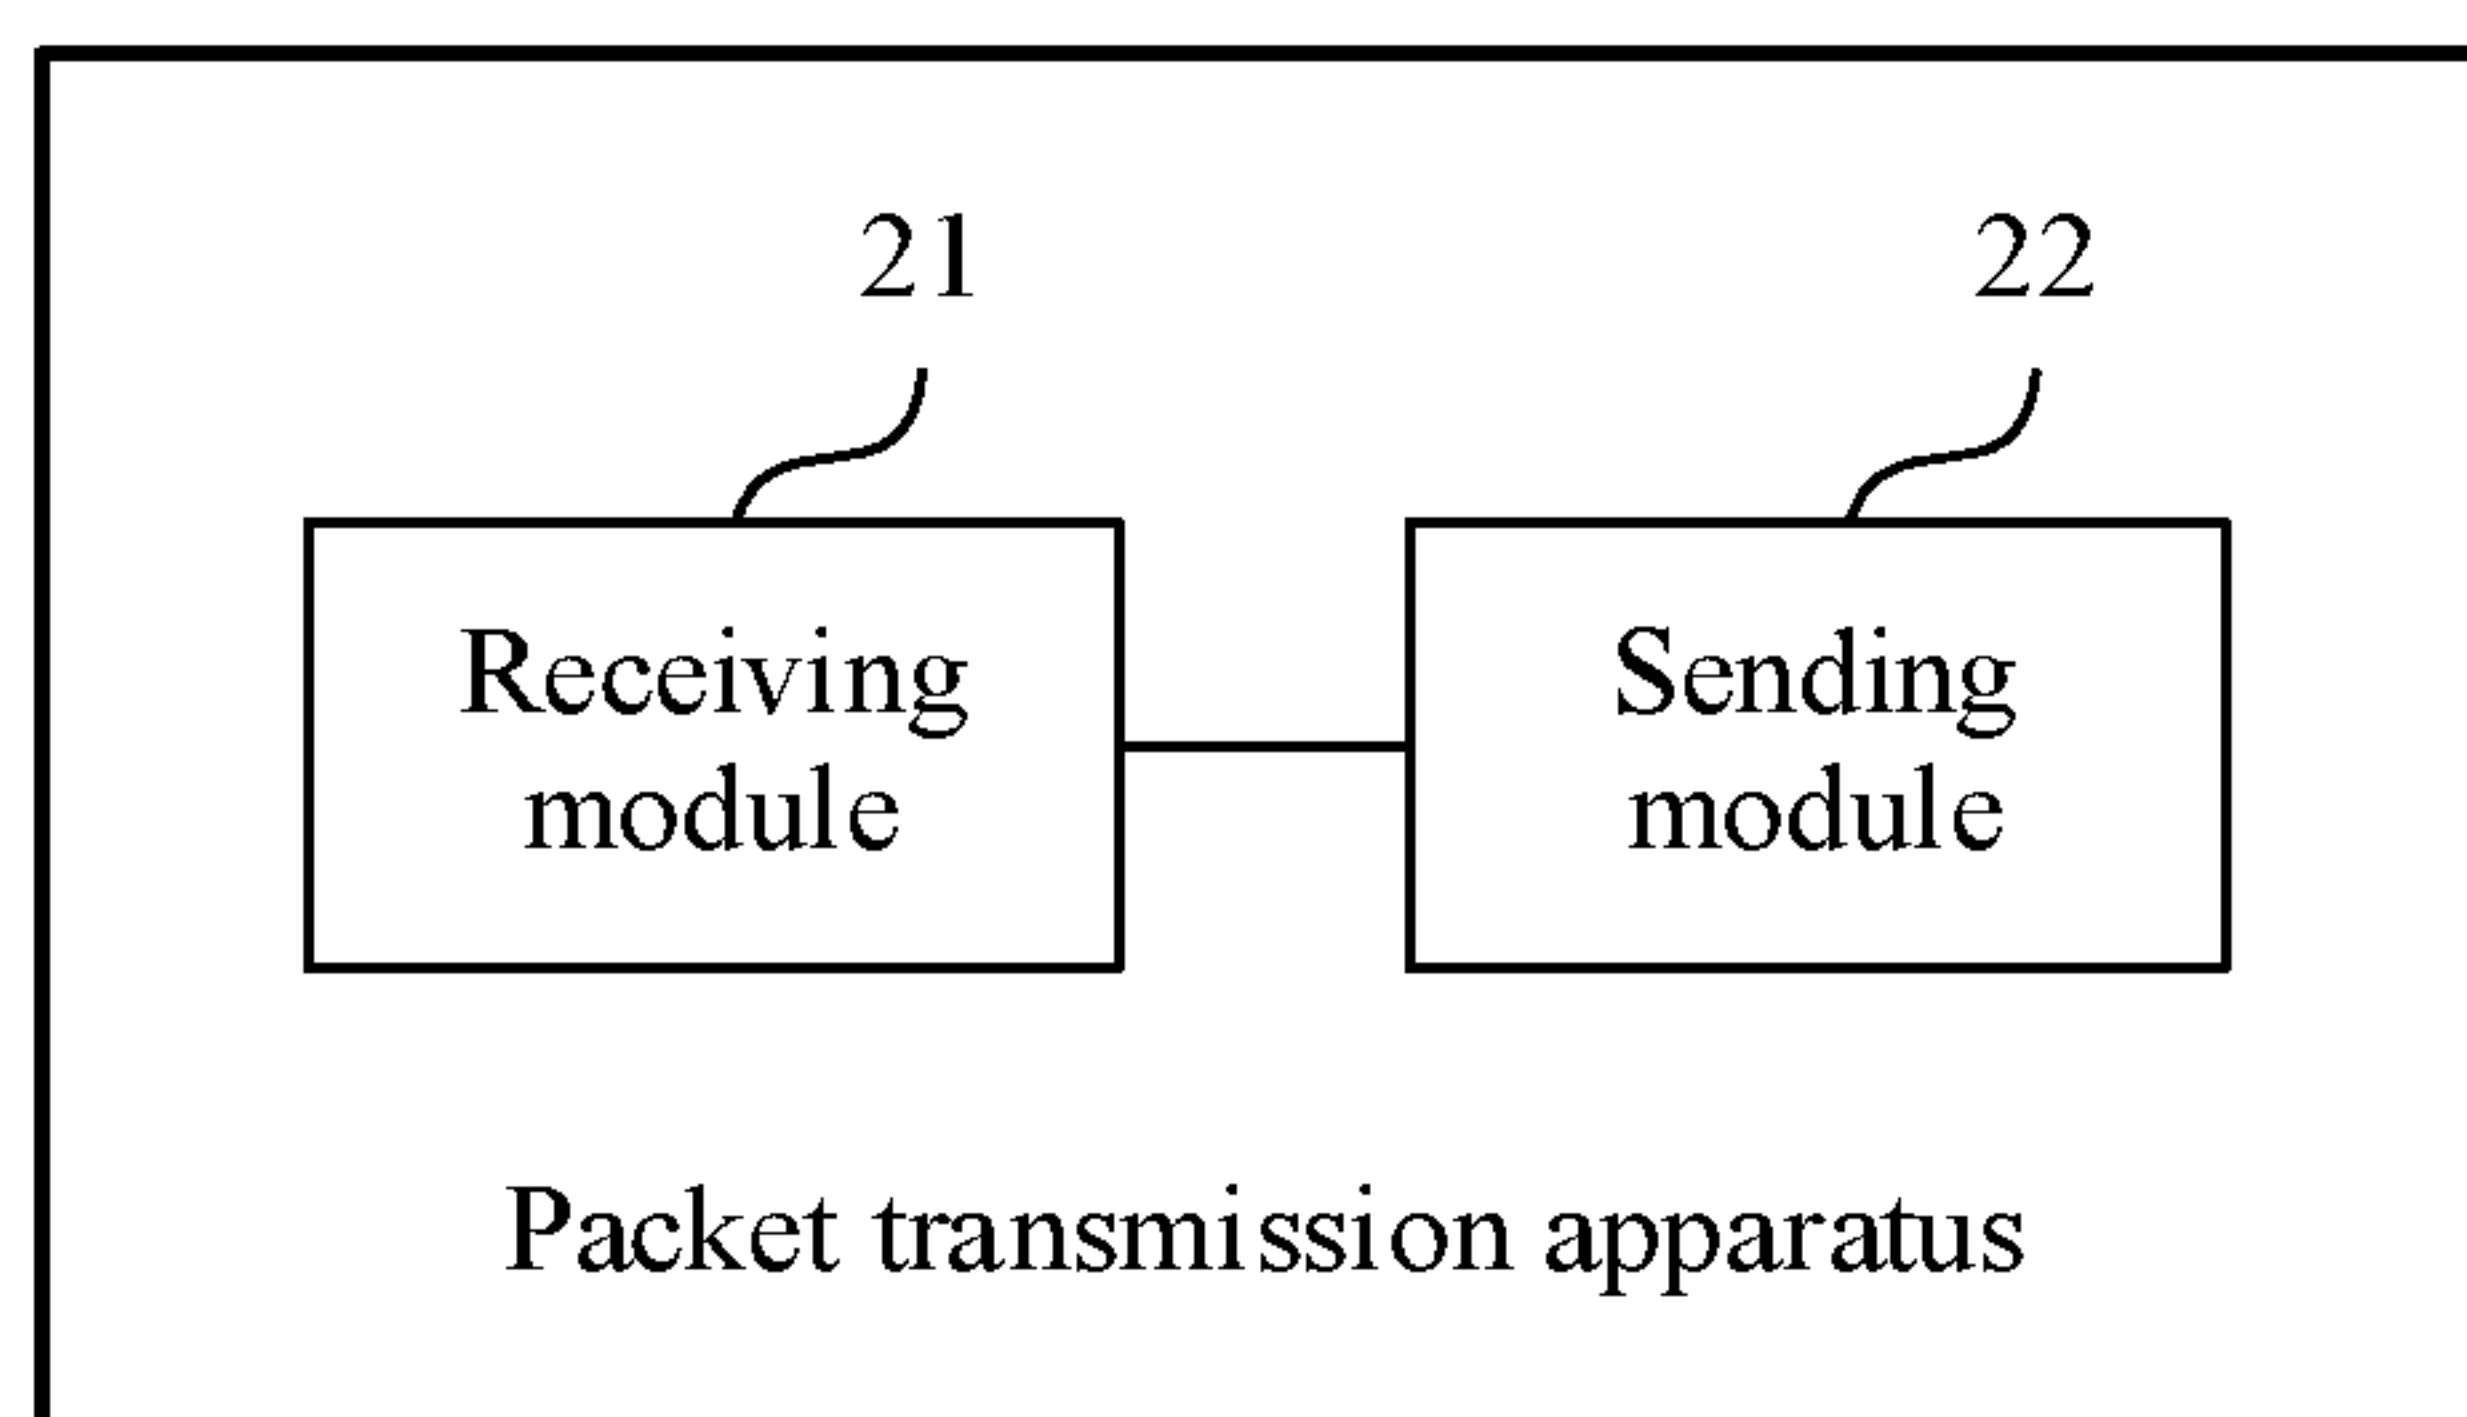 21
22
Receiving
module
Sending
module
Packet transmission apparatus